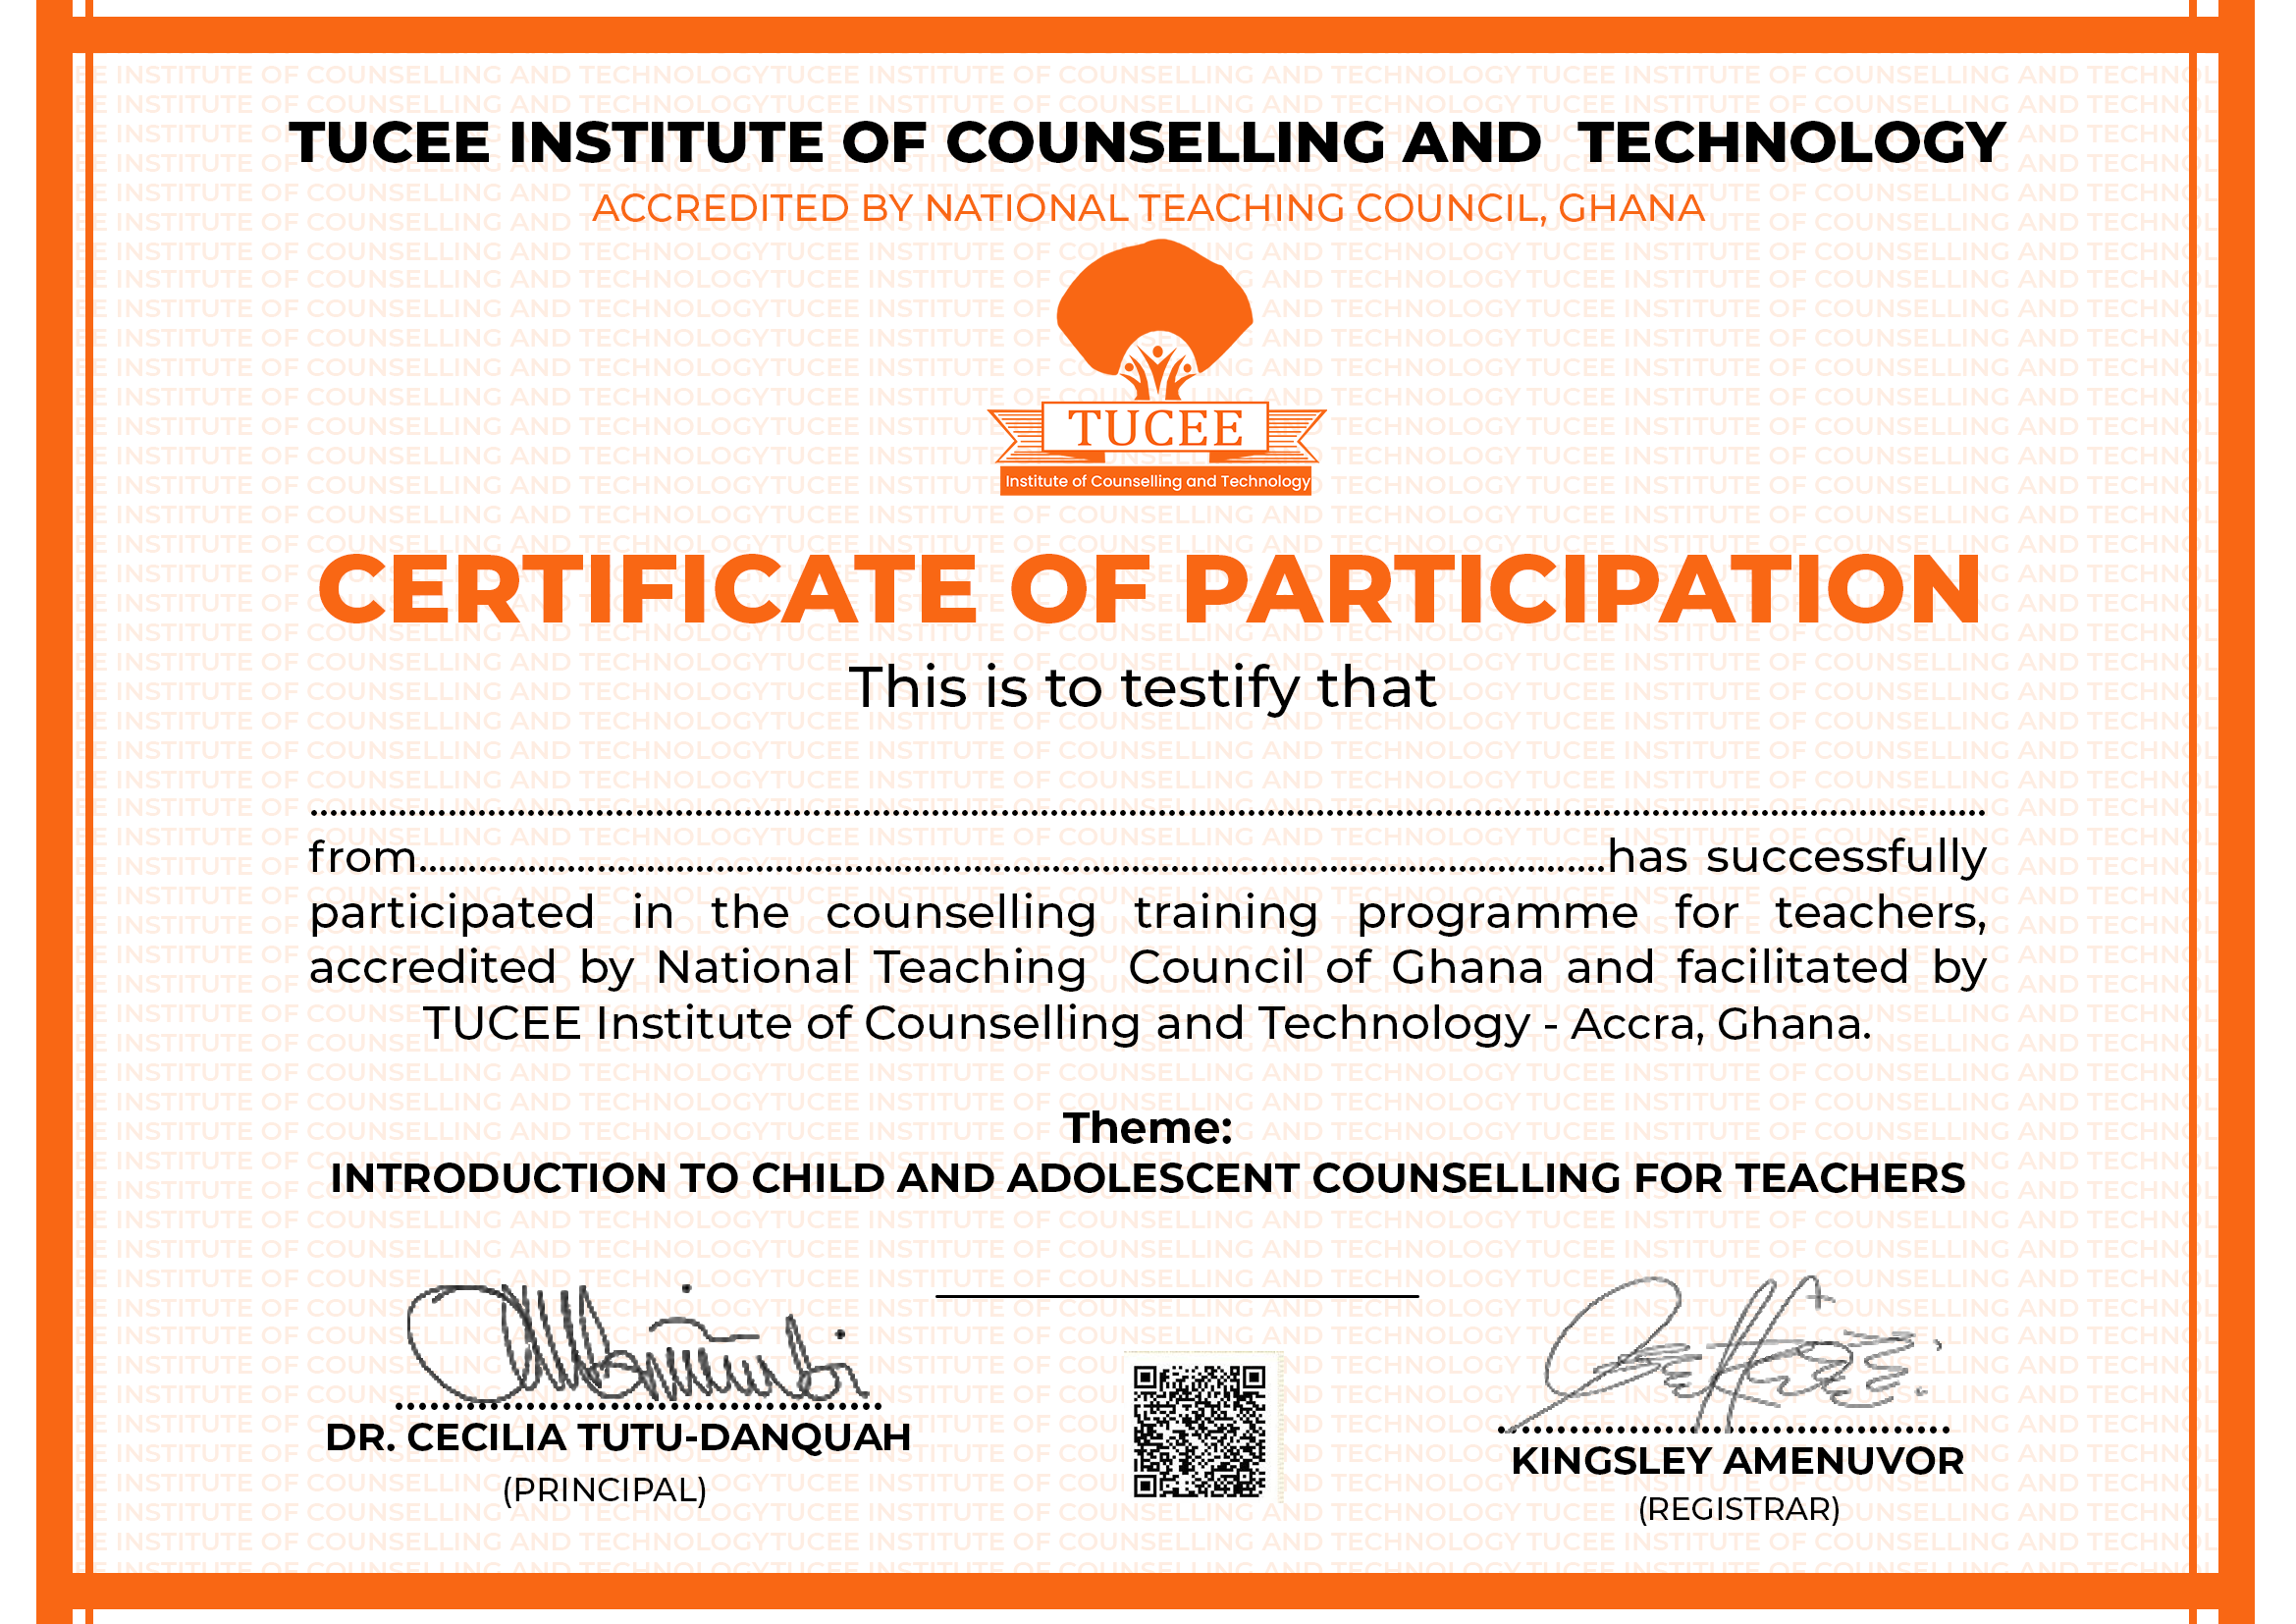 TUCEE INSTITUTE OF COUNSELLING AND TECHNOLOGY
ACCREDITED BY NATIONAL TEACHING COUNCIL, GHANA
TUCEE
Institute of Counselling and Technology
CERTIFICATE OF PARTICIPATION
This is to testify that
from........................................has successfully
participated in the counselling training programme for teachers,
accredited by National Teaching Council of Ghana and facilitated by
TUCEE Institute of Counselling and Technology - Accra, Ghana.
Theme:
INTRODUCTION TO CHILD AND ADOLESCENT COUNSELLING FOR TEACHERS
DR. CECILIA TUTU-DANQUAH
(PRINCIPAL)
KINGSLEY AMENUVOR
(REGISTRAR)